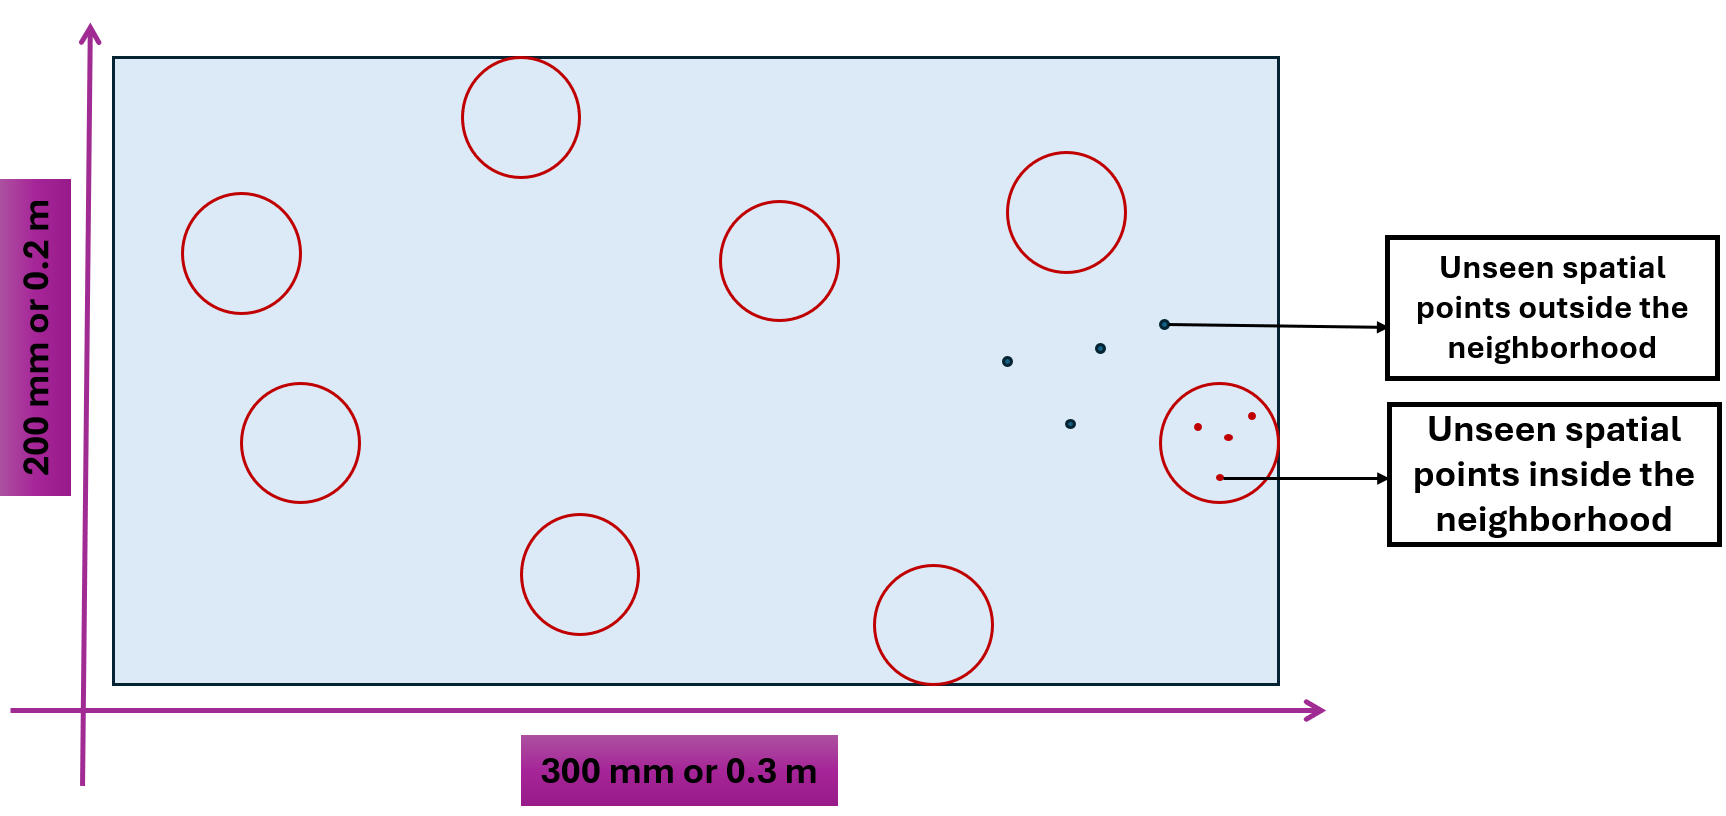 200 mm or 0.2 m
Unseen spatial
points outside the
neighborhood
Unseen spatial
points inside the
neighborhood
300 mm or 0.3 m